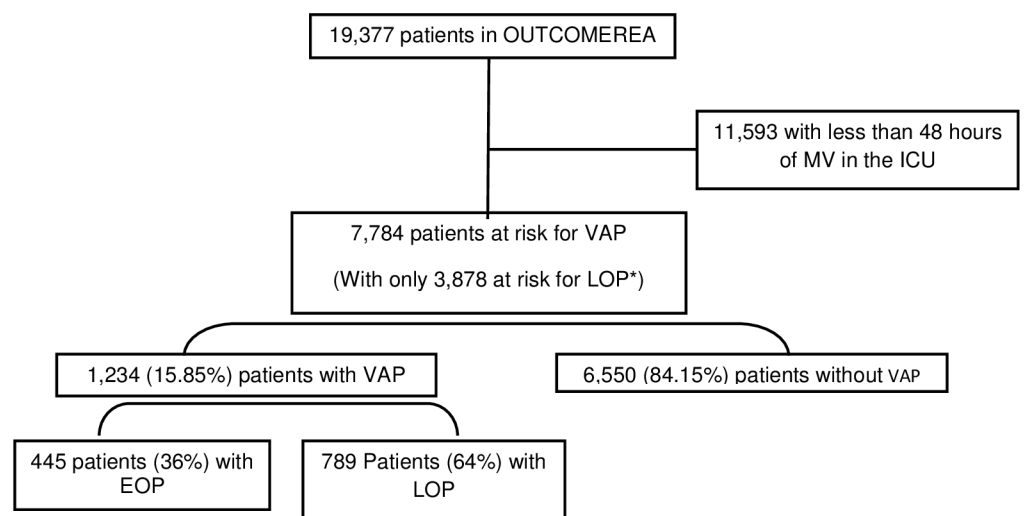 19,377 patients in OUTCOMEREA
11,593 with less than 48 hours
of MV in the ICU
7,784 patients at risk for VAP
(With only 3,878 at risk for LOP*)
1,234 (15.85%) patients with VAP
6,550 (84.15%) patients without VAP
445 patients (36%) with
EOP
789 Patients (64%) with
LOP